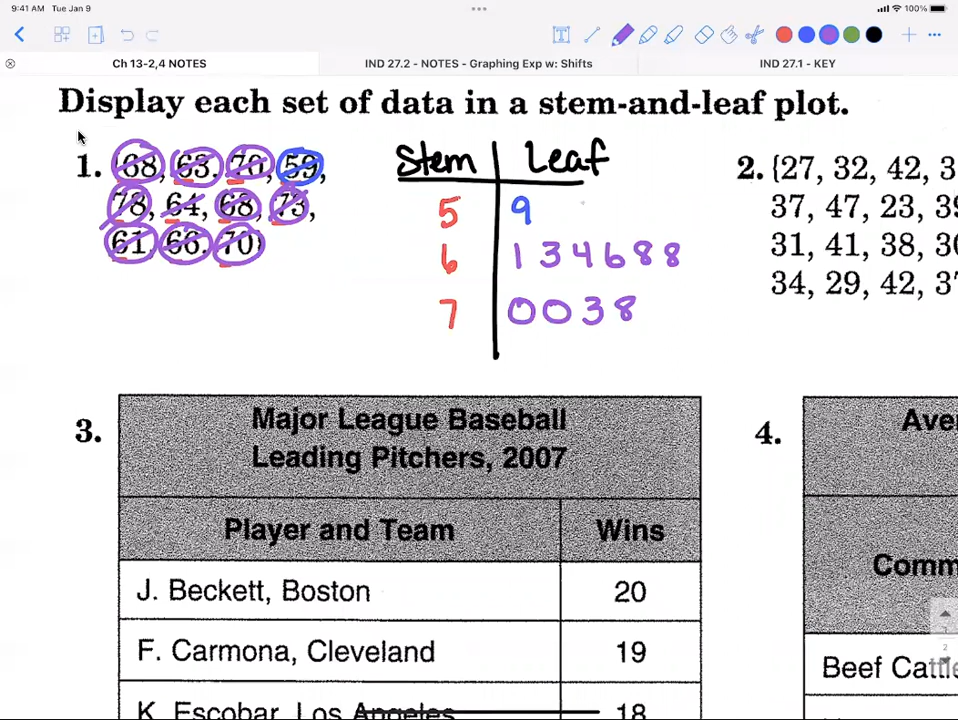 9:41 AM Tue Jan 9
100%
Ch 13-2,4 NOTES
IND 27.2 - NOTES - Graphing Exp w: Shifts
IND 27.1 - KEY
Display each set of data in a stem-and-leaf plot.
1. {68, 63, 70, 59,
78, 64, 68, 73,
61, 66, 70}
Stem Leaf
5 9
6 1 3 4 6 8 8
7 0 0 3 8
2. {27, 32, 42, 3
37, 47, 23, 39
31, 41, 38, 30
34, 29, 42, 37
3.
Major League Baseball
Leading Pitchers, 2007
Player and Team Wins
J. Beckett, Boston 20
F. Carmona, Cleveland 19
K. Escobar, Los Angeles 18
4.
Aver
Comm
Beef Cattle
1
2